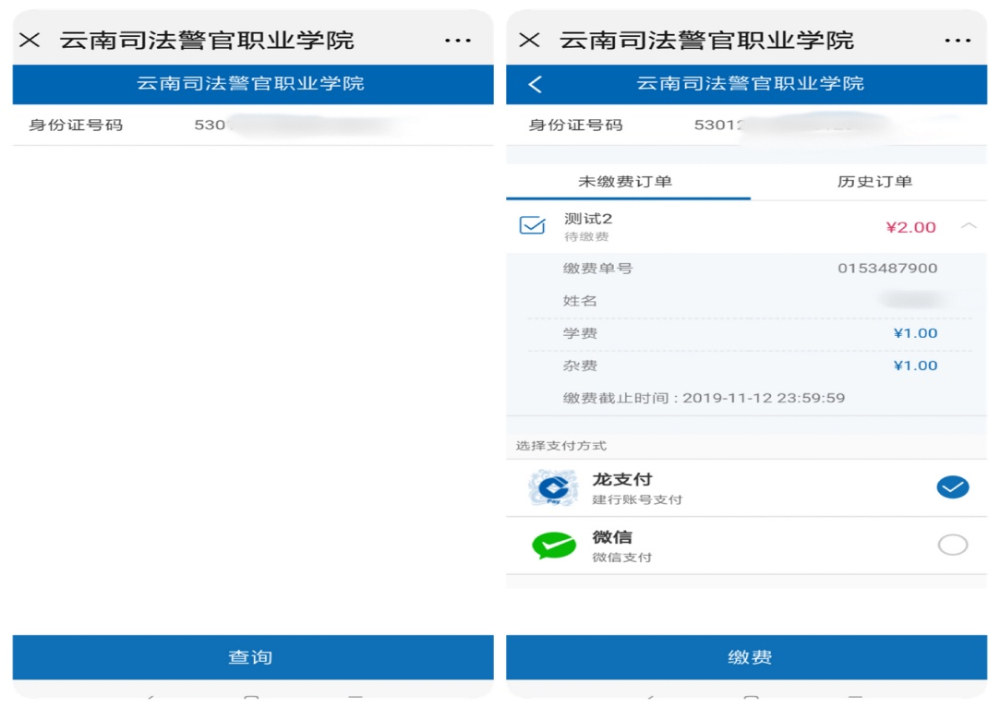 云南司法警官职业学院
云南司法警官职业学院
身份证号码 530
查询
云南司法警官职业学院
云南司法警官职业学院
身份证号码 53012
未缴费订单 历史订单
测试2 ¥2.00
待缴费
缴费单号 0153487900
姓名
学费 ¥1.00
杂费 ¥1.00
缴费截止时间 : 2019-11-12 23:59:59
选择支付方式
龙支付
建行账号支付
微信
微信支付
缴费